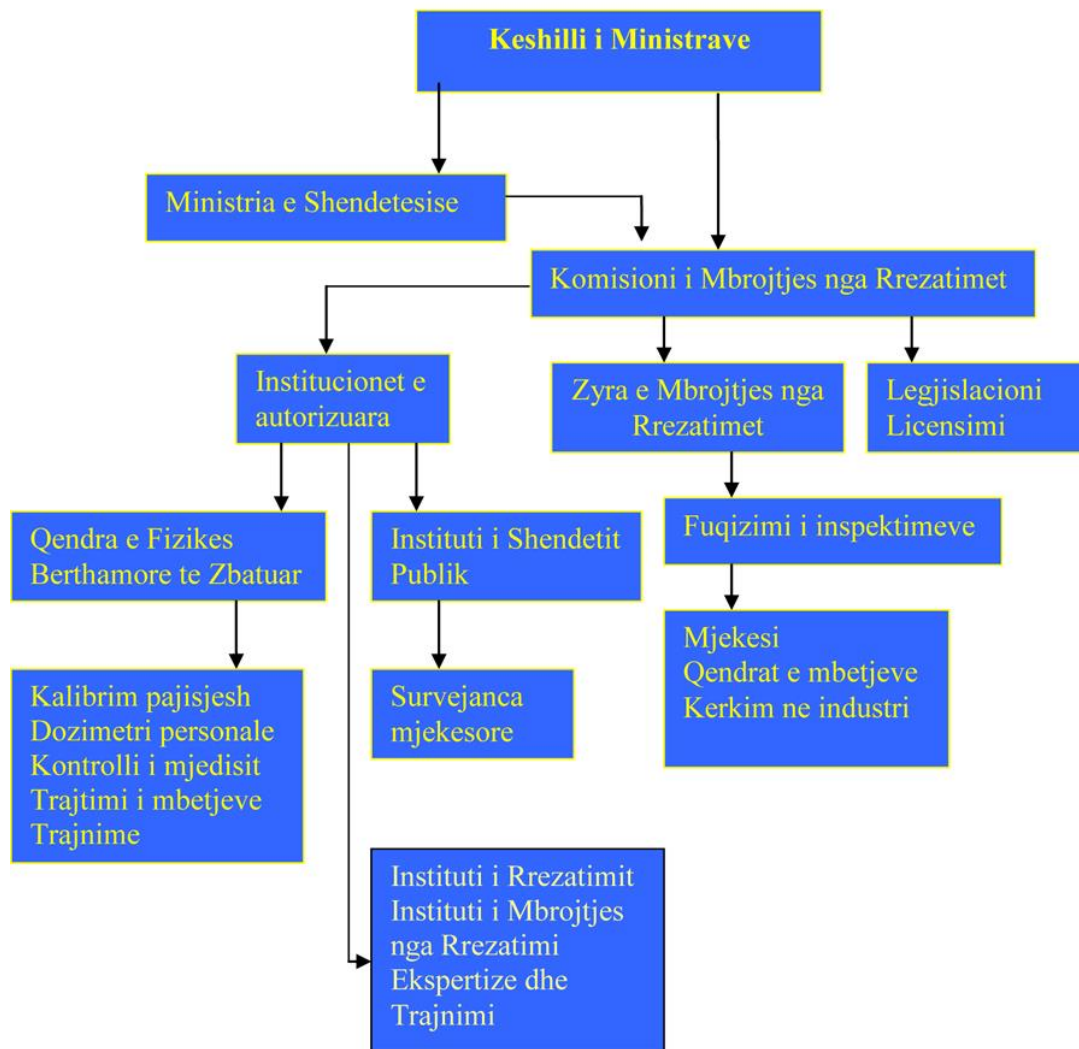 Keshilli i Ministrave
Ministria e Shendetesise
Komisioni i Mbrojtjes nga Rrezatimet
Institucionet e
autorizuara
Zyra e Mbrojtjes nga
Rrezatimet
Legjislacioni
Licensimi
Qendra e Fizikes
Berthamore te Zbatuar
Instituti i Shendetit
Publik
Fuqizimi i inspektimeve
Kalibrim pajisjesh
Dozimetri personale
Kontrolli i mjedisit
Trajtimi i mbetjeve
Trajnime
Survejanca
mjekesore
Mjekesi
Qendrat e mbetjeve
Kerkim ne industri
Instituti i Rrezatimit
Instituti i Mbrojtjes
nga Rrezatimi
Ekspertize dhe
Trajnimi